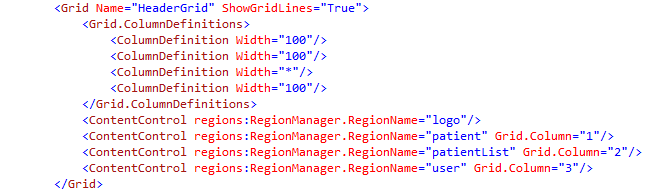 <Grid Name="HeaderGrid" ShowGridLines="True">
<Grid.ColumnDefinitions>
<ColumnDefinition Width="100"/>
<ColumnDefinition Width="100"/>
<ColumnDefinition Width="*"/>
<ColumnDefinition Width="100"/>
</Grid.ColumnDefinitions>
<ContentControl regions:RegionManager.RegionName="logo"/>
<ContentControl regions:RegionManager.RegionName="patient" Grid.Column="1"/>
<ContentControl regions:RegionManager.RegionName="patientList" Grid.Column="2"/>
<ContentControl regions:RegionManager.RegionName="user" Grid.Column="3"/>
</Grid>